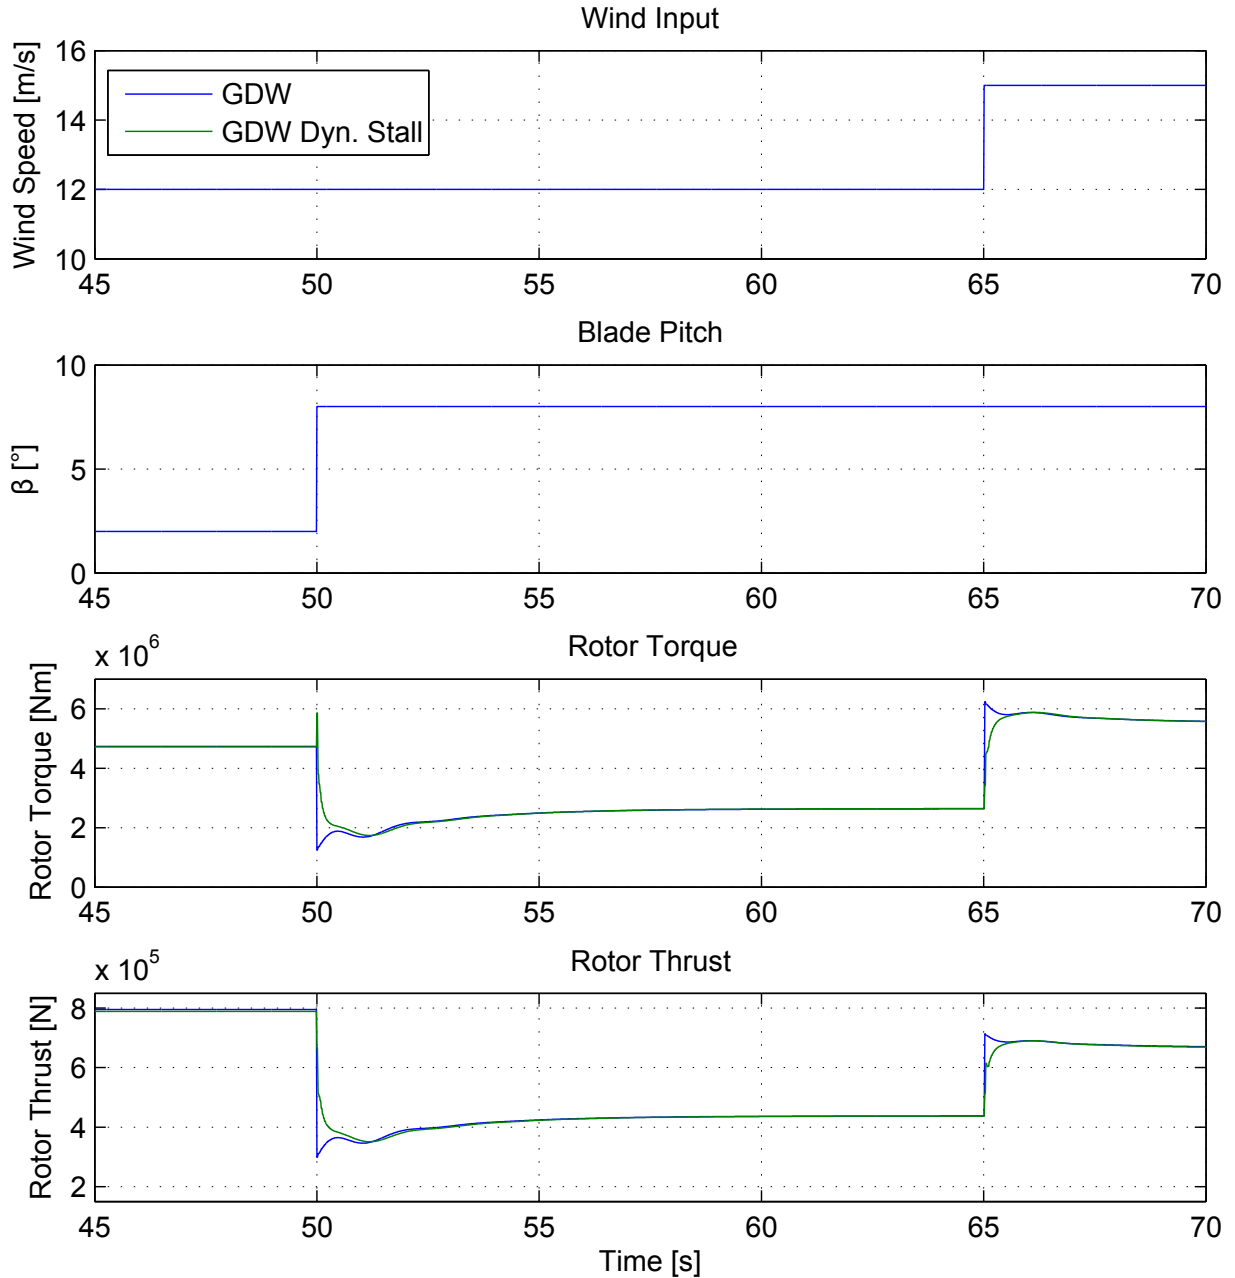 Wind Input
Wind Speed [m/s]
16
14
12
10
GDW
GDW Dyn. Stall
45 50 55 60 65 70
Blade Pitch
β [°]
10
5
0
45 50 55 60 65 70
Rotor Torque
x 10^6
Rotor Torque [Nm]
6
4
2
0
45 50 55 60 65 70
Rotor Thrust
x 10^5
Rotor Thrust [N]
8
6
4
2
45 50 55 60 65 70
Time [s]